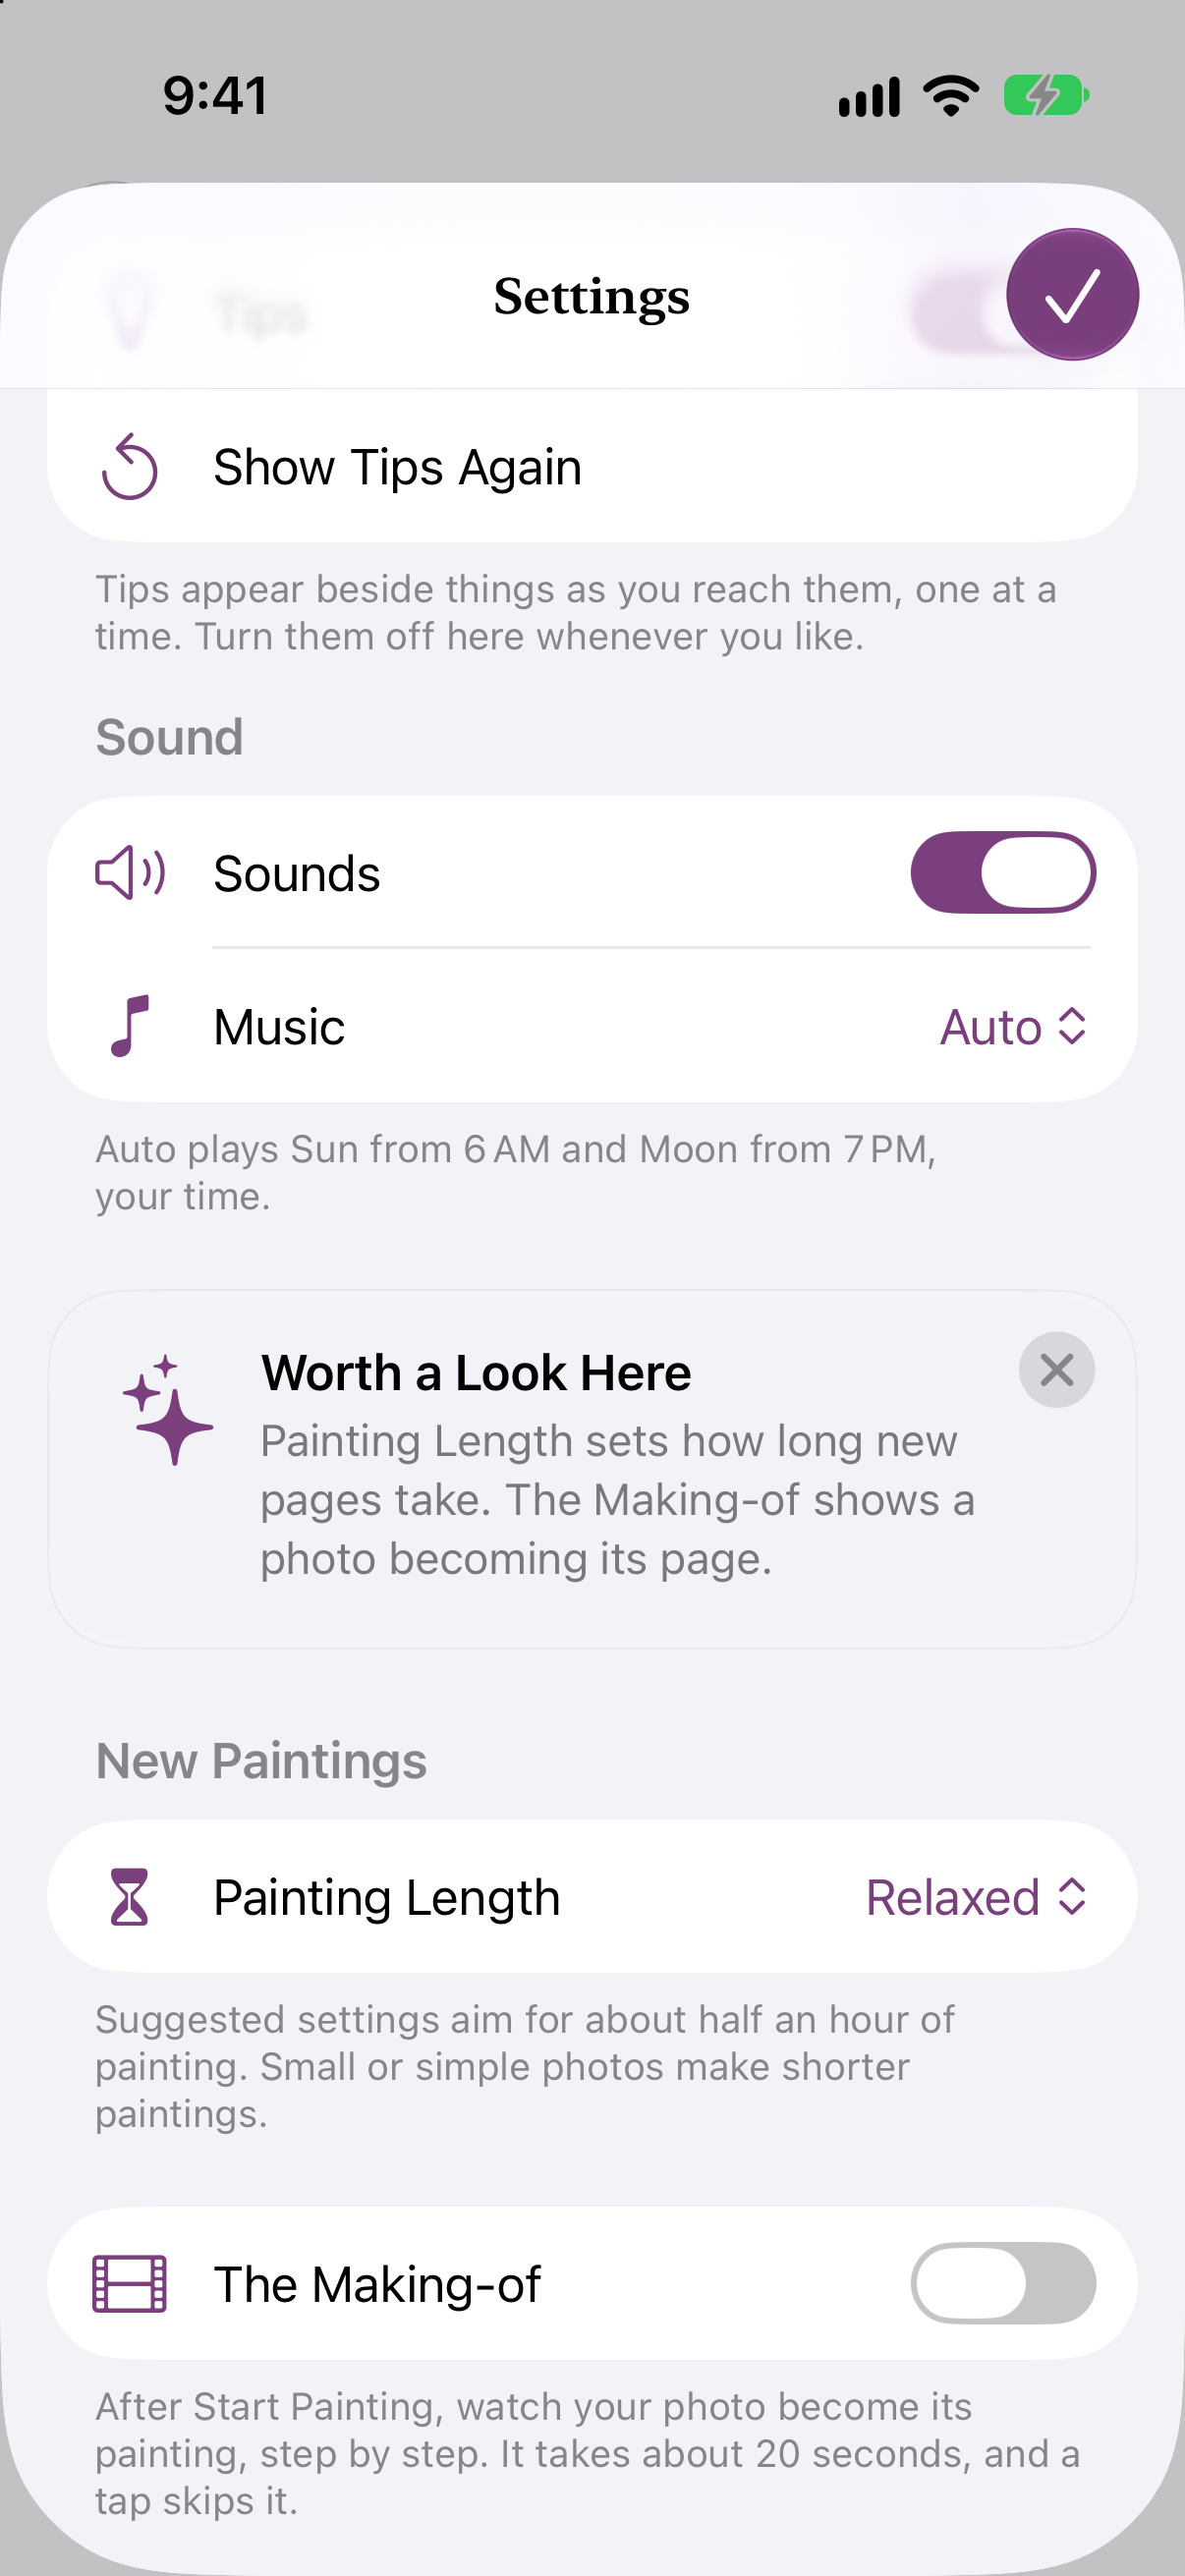 9:41
Settings
Tips
Show Tips Again
Tips appear beside things as you reach them, one at a
time. Turn them off here whenever you like.
Sound
Sounds
Music
Auto
Auto plays Sun from 6 AM and Moon from 7 PM,
your time.
Worth a Look Here
Painting Length sets how long new
pages take. The Making-of shows a
photo becoming its page.
New Paintings
Painting Length
Relaxed
Suggested settings aim for about half an hour of
painting. Small or simple photos make shorter
paintings.
The Making-of
After Start Painting, watch your photo become its
painting, step by step. It takes about 20 seconds, and a
tap skips it.